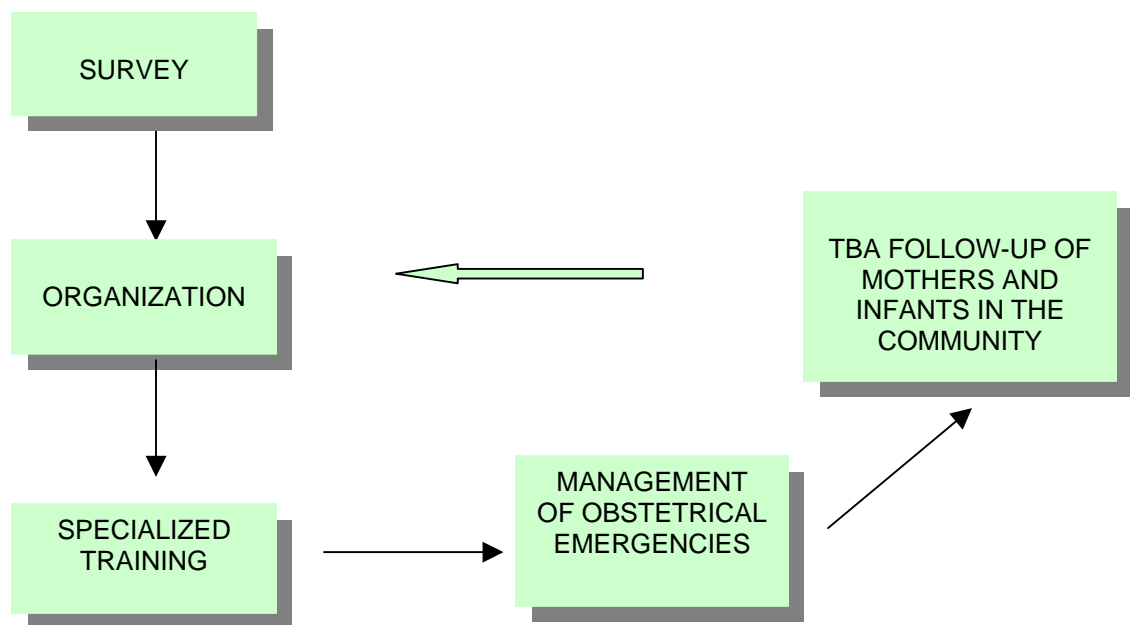 SURVEY
ORGANIZATION
SPECIALIZED
TRAINING
MANAGEMENT
OF OBSTETRICAL
EMERGENCIES
TBA FOLLOW-UP OF
MOTHERS AND
INFANTS IN THE
COMMUNITY